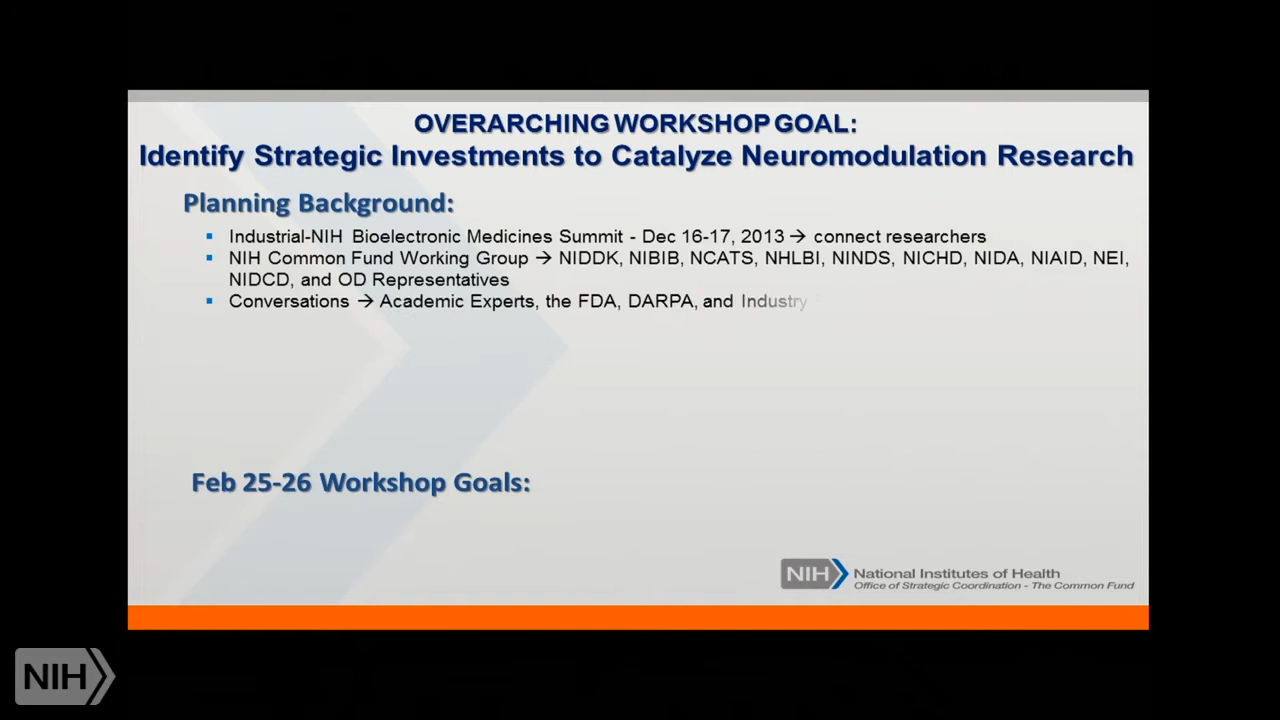 OVERARCHING WORKSHOP GOAL:
Identify Strategic Investments to Catalyze Neuromodulation Research
Planning Background:
▪ Industrial-NIH Bioelectronic Medicines Summit - Dec 16-17, 2013 → connect researchers
▪ NIH Common Fund Working Group → NIDDK, NIBIB, NCATS, NHLBI, NINDS, NICHD, NIDA, NIAID, NEI,
NIDCD, and OD Representatives
▪ Conversations → Academic Experts, the FDA, DARPA, and Industry
Feb 25-26 Workshop Goals:
NIH National Institutes of Health
Office of Strategic Coordination - The Common Fund
NIH